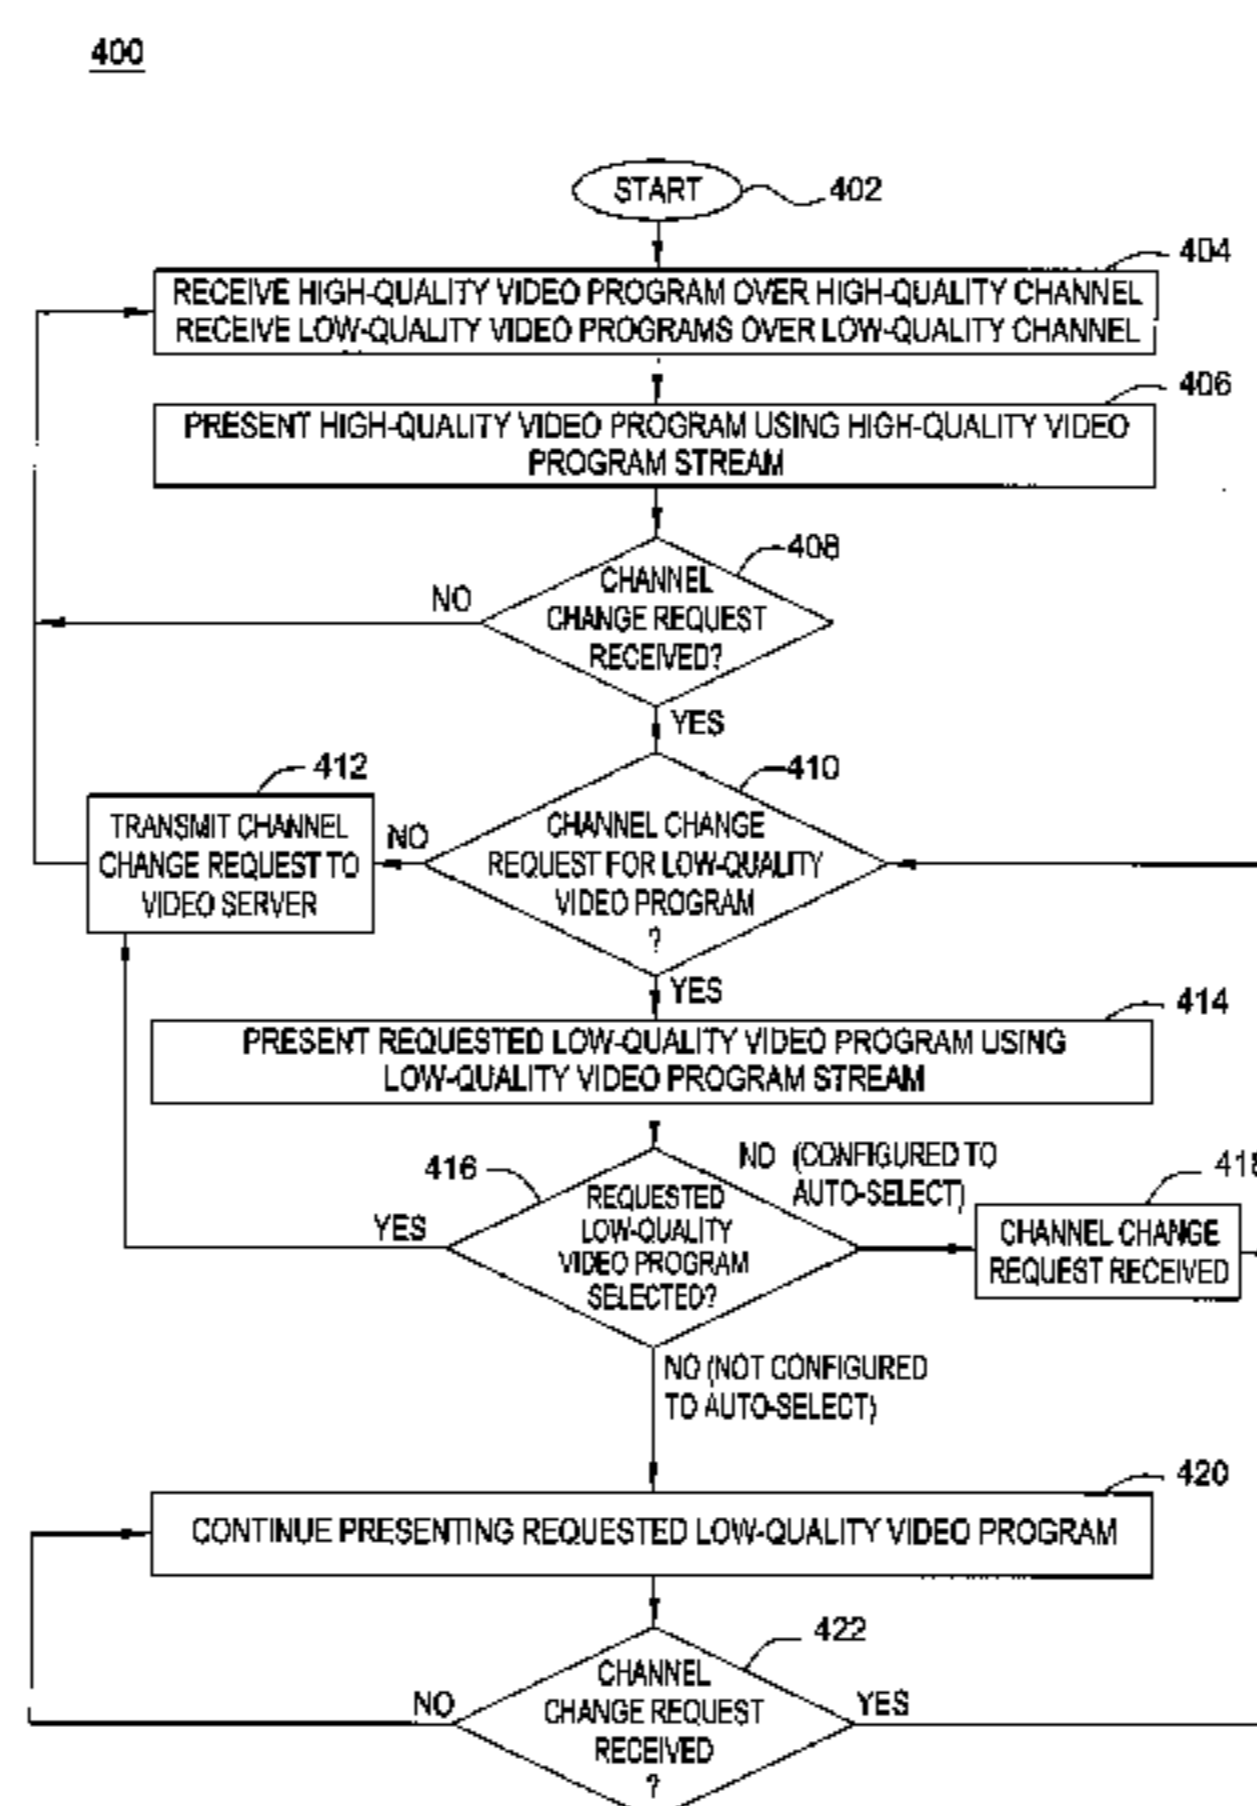 400
START
402
404
RECEIVE HIGH-QUALITY VIDEO PROGRAM OVER HIGH-QUALITY CHANNEL
RECEIVE LOW-QUALITY VIDEO PROGRAMS OVER LOW-QUALITY CHANNEL
406
PRESENT HIGH-QUALITY VIDEO PROGRAM USING HIGH-QUALITY VIDEO
PROGRAM STREAM
408
CHANNEL
CHANGE REQUEST
RECEIVED?
NO
YES
412
410
TRANSMIT CHANNEL
CHANGE REQUEST TO
VIDEO SERVER
NO
CHANNEL CHANGE
REQUEST FOR LOW-QUALITY
VIDEO PROGRAM
?
YES
414
PRESENT REQUESTED LOW-QUALITY VIDEO PROGRAM USING
LOW-QUALITY VIDEO PROGRAM STREAM
416
NO (CONFIGURED TO
AUTO-SELECT)
REQUESTED
LOW-QUALITY
VIDEO PROGRAM
SELECTED?
YES
CHANNEL CHANGE
REQUEST RECEIVED
NO (NOT CONFIGURED
TO AUTO-SELECT)
420
CONTINUE PRESENTING REQUESTED LOW-QUALITY VIDEO PROGRAM
422
CHANNEL
CHANGE REQUEST
RECEIVED
?
NO
YES